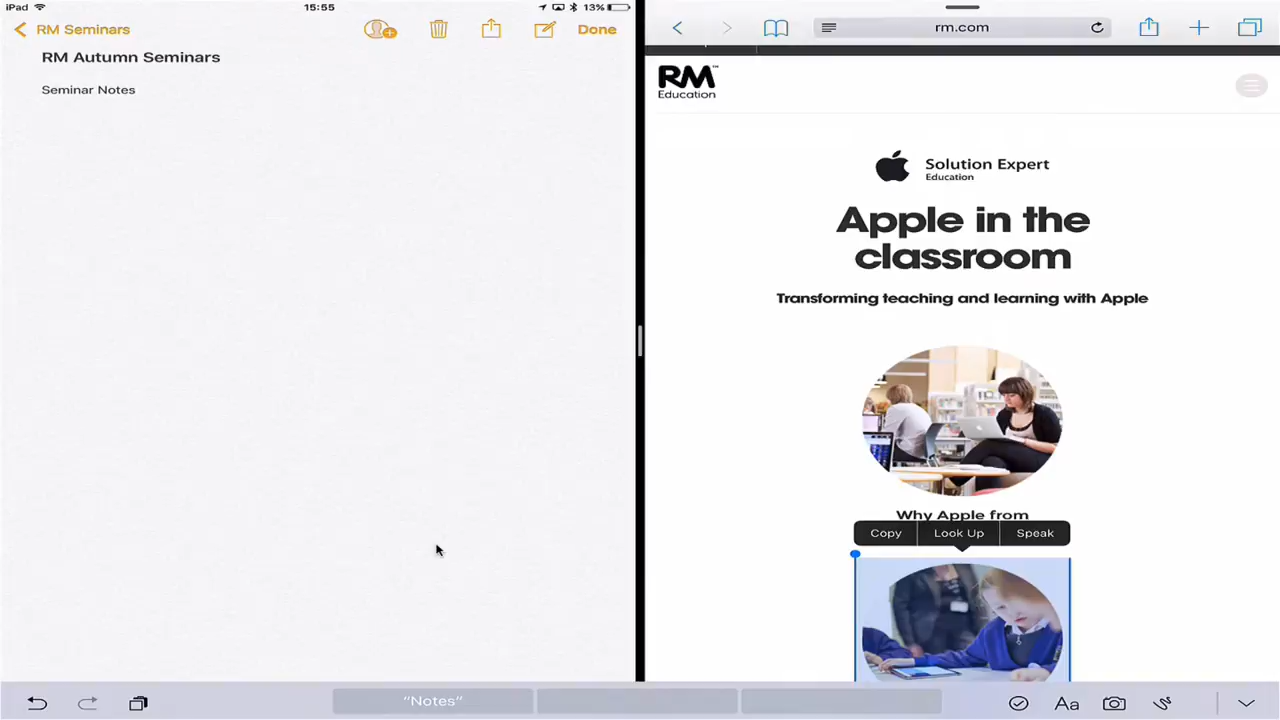 iPad 15:55 13%
RM Seminars Done
RM Autumn Seminars
Seminar Notes
rm.com
RM™
Education
Solution Expert
Education
Apple in the
classroom
Transforming teaching and learning with Apple
Why Apple from
Copy Look Up Speak
"Notes" Aa